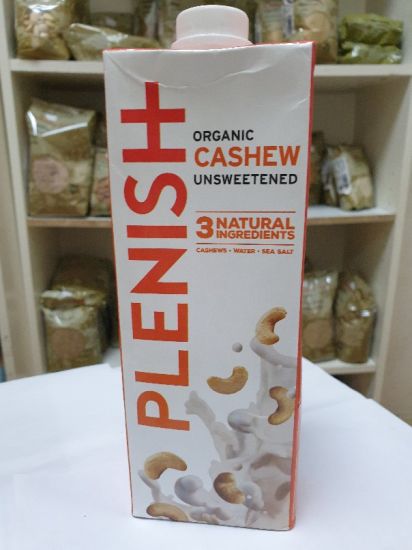 PLENISH
ORGANIC
CASHEW
UNSWEETENED
3 NATURAL
INGREDIENTS
CASHEWS • WATER • SEA SALT